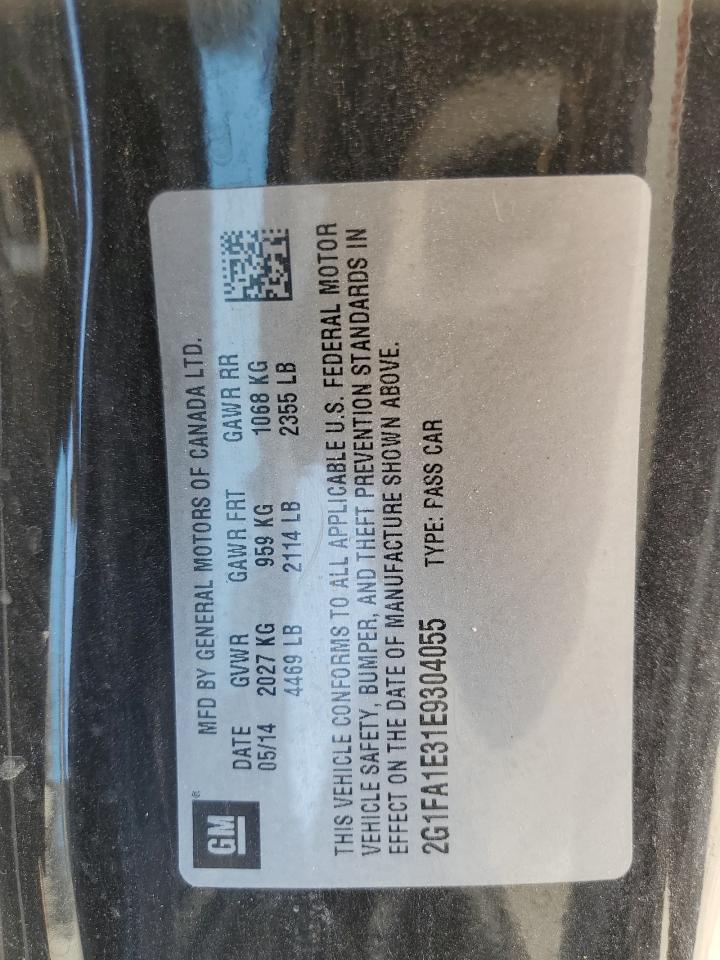 GM ®
MFD BY GENERAL MOTORS OF CANADA LTD.
DATE GVWR GAWR FRT GAWR RR
05/14 2027 KG 959 KG 1068 KG
4469 LB 2114 LB 2355 LB
THIS VEHICLE CONFORMS TO ALL APPLICABLE U.S. FEDERAL MOTOR
VEHICLE SAFETY, BUMPER, AND THEFT PREVENTION STANDARDS IN
EFFECT ON THE DATE OF MANUFACTURE SHOWN ABOVE.
2G1FA1E31E9304055 TYPE: PASS CAR